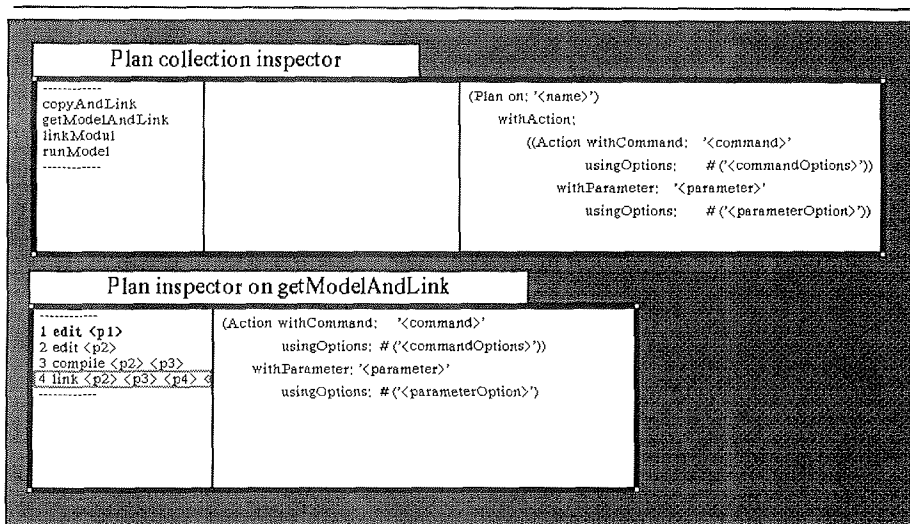 Plan collection inspector
-----------
copyAndLink
getModelAndLink
linkModul
runModel
-----------
(Plan on: '<name>')
withAction:
((Action withCommand: '<command>'
usingOptions: #('<commandOptions>'))
withParameter: '<parameter>'
usingOptions: #('<parameterOption>'))
Plan inspector on getModelAndLink
-----------
1 edit <p1>
2 edit <p2>
3 compile <p2> <p3>
4 link <p2> <p3> <p4> <
-----------
(Action withCommand: '<command>'
usingOptions: #('<commandOptions>'))
withParameter: '<parameter>'
usingOptions: #('<parameterOption>')